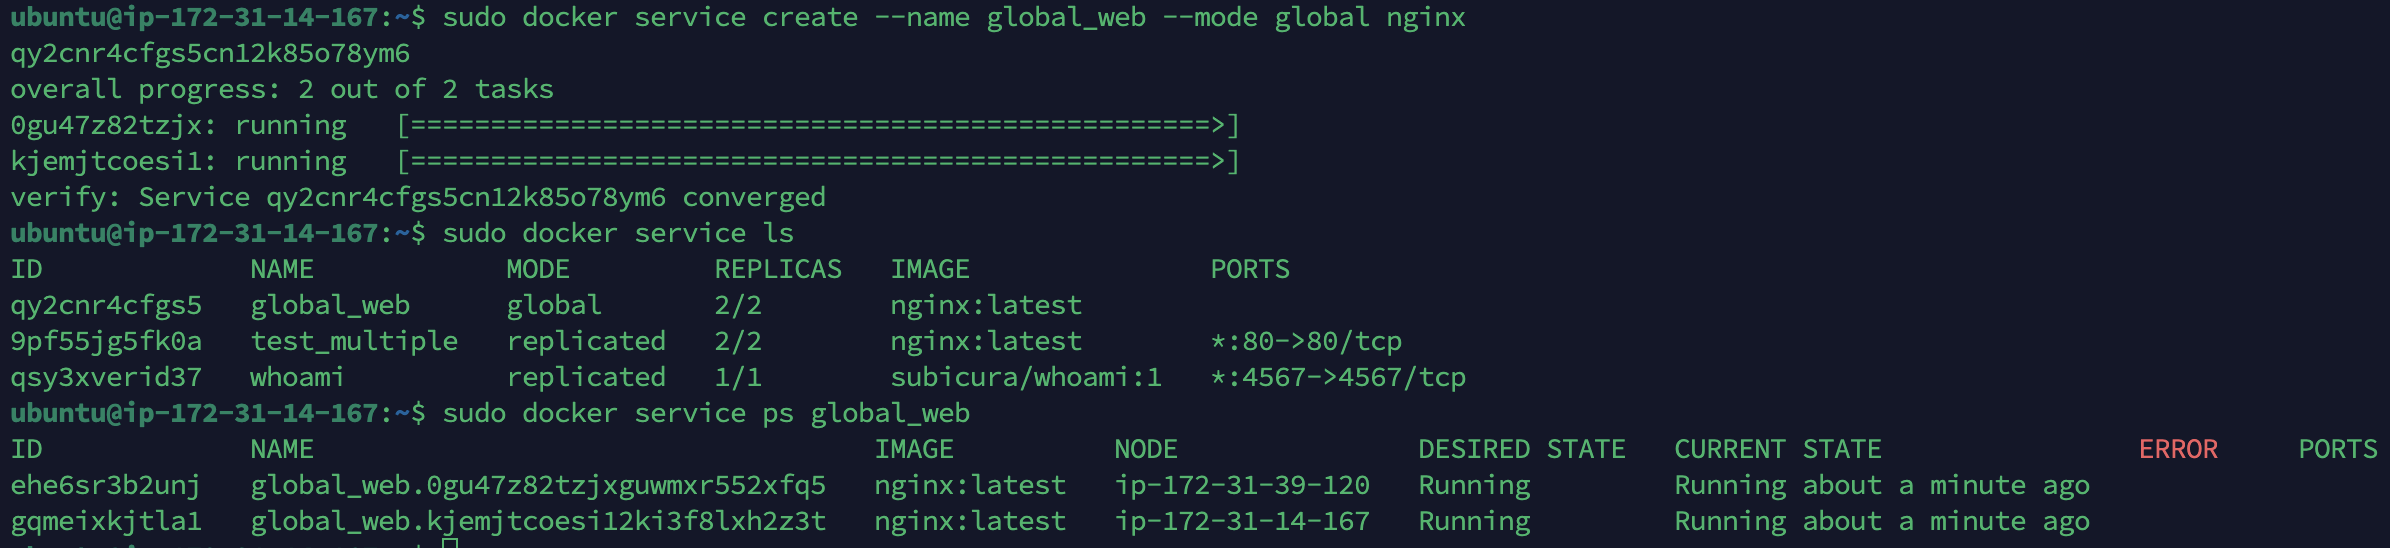 ubuntu@ip-172-31-14-167:~$ sudo docker service create --name global_web --mode global nginx
qy2cnr4cfgs5cn12k85o78ym6
overall progress: 2 out of 2 tasks
0gu47z82tzjx: running   [==================================================>]
kjemjtcoesi1: running   [==================================================>]
verify: Service qy2cnr4cfgs5cn12k85o78ym6 converged
ubuntu@ip-172-31-14-167:~$ sudo docker service ls
ID             NAME            MODE         REPLICAS   IMAGE               PORTS
qy2cnr4cfgs5   global_web      global       2/2        nginx:latest
9pf55jg5fk0a   test_multiple   replicated   2/2        nginx:latest        *:80->80/tcp
qsy3xverid37   whoami          replicated   1/1        subicura/whoami:1   *:4567->4567/tcp
ubuntu@ip-172-31-14-167:~$ sudo docker service ps global_web
ID             NAME                                   IMAGE          NODE               DESIRED STATE   CURRENT STATE                ERROR     PORTS
ehe6sr3b2unj   global_web.0gu47z82tzjxguwmxr552xfq5   nginx:latest   ip-172-31-39-120   Running         Running about a minute ago
gqmeixkjtla1   global_web.kjemjtcoesi12ki3f8lxh2z3t   nginx:latest   ip-172-31-14-167   Running         Running about a minute ago